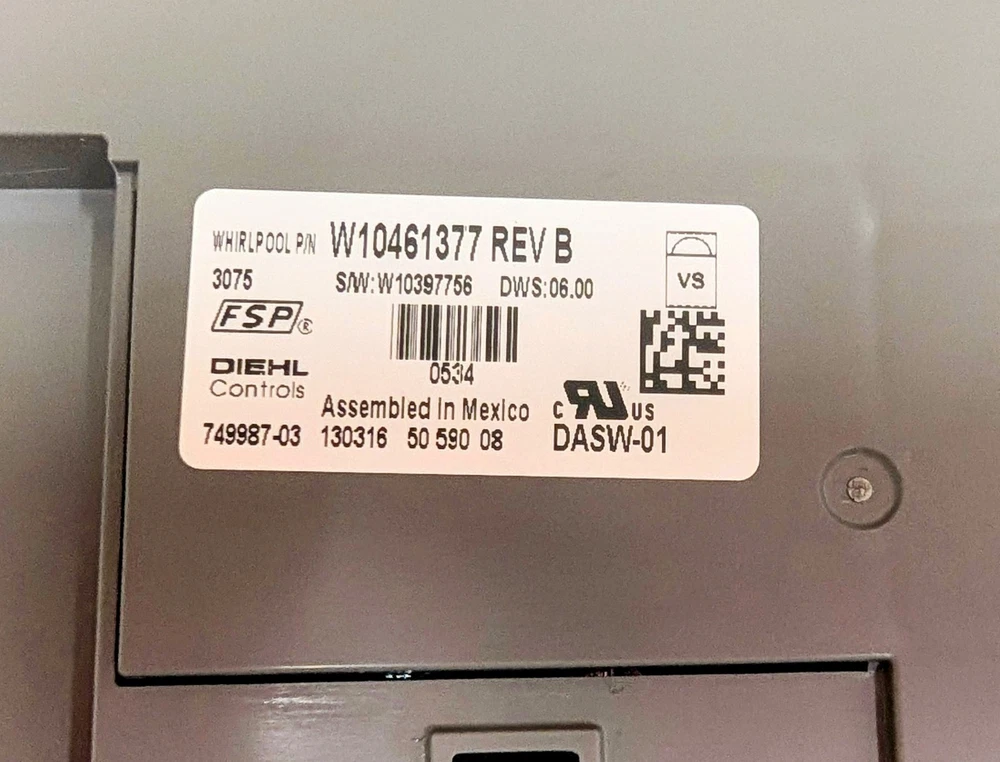 WHIRLPOOL P/N W10461377 REV B
3075 S/W:W10397756 DWS:06.00
VS
FSP®
0534
DIEHL
Controls
Assembled In Mexico
c RU US
749987-03 130316 50 590 08 DASW-01